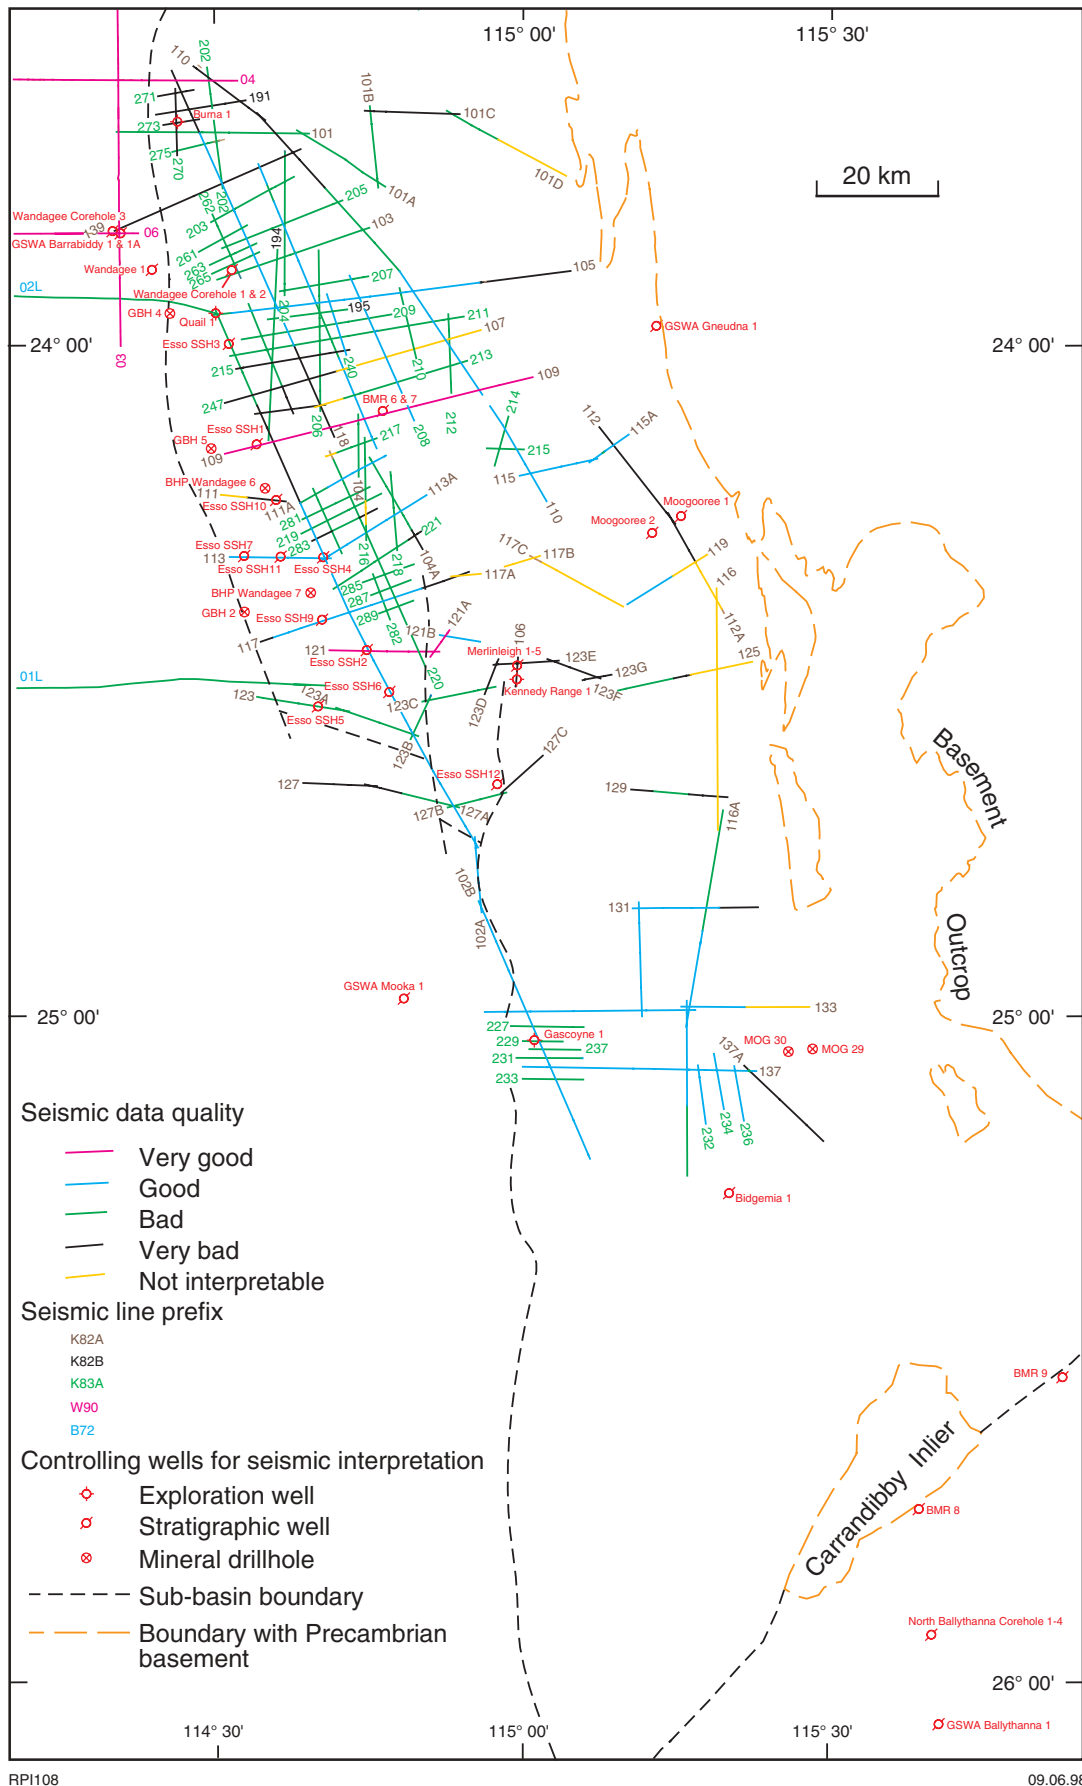 115° 00'
115° 30'
110
202
04
271
191
Burna 1
273
101
275
270
101B
101C
101D
101A
205
262
202
203
103
Wandagee Corehole 3
139
06
GSWA Barrabiddy 1 & 1A
261
263
265
194
Wandagee 1
105
207
02L
Wandagee Corehole 1 & 2
GBH 4
Quail 1
204
195
209
211
107
GSWA Gneudna 1
20 km
24° 00'
24° 00'
03
Esso SSH3
215
240
210
213
109
247
BMR 6 & 7
214
Esso SSH1
206
118
217
208
212
GBH 5
109
215
112
115A
115
BHP Wandagee 6
111
Esso SSH10
111A
104
113A
110
Moogooree 1
Moogooree 2
281
219
283
221
Esso SSH7
113
Esso SSH11
Esso SSH4
216
218
104A
117C
117B
117A
119
116
BHP Wandagee 7
285
287
289
GBH 2
Esso SSH9
282
121A
121B
112A
117
121
Esso SSH2
106
Merlinleigh 1-5
123E
123G
125
01L
220
Esso SSH6
123
123A
Esso SSH5
123C
123D
Kennedy Range 1
123F
123B
127C
Basement
127
Esso SSH12
127B
127A
129
116A
102B
131
102A
Outcrop
GSWA Mooka 1
133
25° 00'
25° 00'
227
Gascoyne 1
229
237
231
233
MOG 30
MOG 29
137A
137
232
234
236
Bidgemia 1
Seismic data quality
Very good
Good
Bad
Very bad
Not interpretable
Seismic line prefix
K82A
K82B
K83A
W90
B72
Controlling wells for seismic interpretation
Exploration well
Stratigraphic well
Mineral drillhole
Sub-basin boundary
Boundary with Precambrian
basement
BMR 9
Carrandibby Inlier
BMR 8
North Ballythanna Corehole 1-4
26° 00'
GSWA Ballythanna 1
114° 30'
115° 00'
115° 30'
RPI108
09.06.98